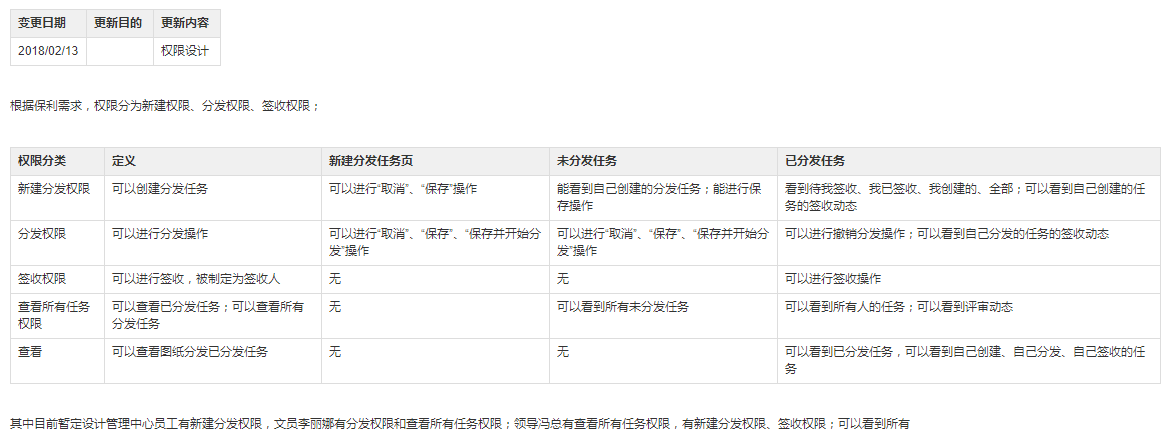 变更日期 更新目的 更新内容
2018/02/13 权限设计
根据保利需求，权限分为新建权限、分发权限、签收权限；
权限分类 定义 新建分发任务页 未分发任务 已分发任务
新建分发权限 可以创建分发任务 可以进行“取消”、“保存”操作 能看到自己创建的分发任务；能进行保 看到待我签收、我已签收、我创建的、全部；可以看到自己创建的任
存操作 务的签收动态
分发权限 可以进行分发操作 可以进行“取消”、“保存”、“保存并开始分 可以进行“取消”、“保存”、“保存并开始分 可以进行撤销分发操作；可以看到自己分发的任务的签收动态
发”操作 发”操作
签收权限 可以进行签收，被制定为签收人 无 无 可以进行签收操作
查看所有任务 可以查看已分发任务；可以查看所有 无 可以看到所有未分发任务 可以看到所有人的任务；可以看到评审动态
权限 分发任务
查看 可以查看图纸分发已分发任务 无 无 可以看到已分发任务，可以看到自己创建、自己分发、自己签收的任
务
其中目前暂定设计管理中心员工有新建分发权限，文员李丽娜有分发权限和查看所有任务权限；领导冯总有查看所有任务权限，有新建分发权限、签收权限；可以看到所有